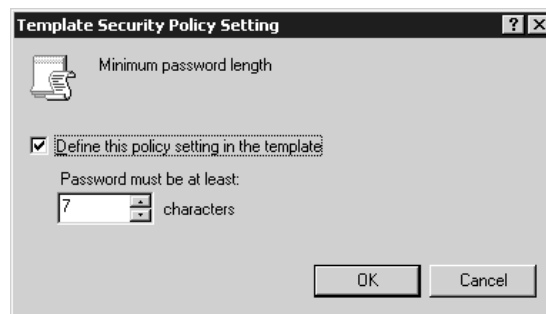 Template Security Policy Setting
Minimum password length
Define this policy setting in the template
Password must be at least:
7 characters
OK Cancel